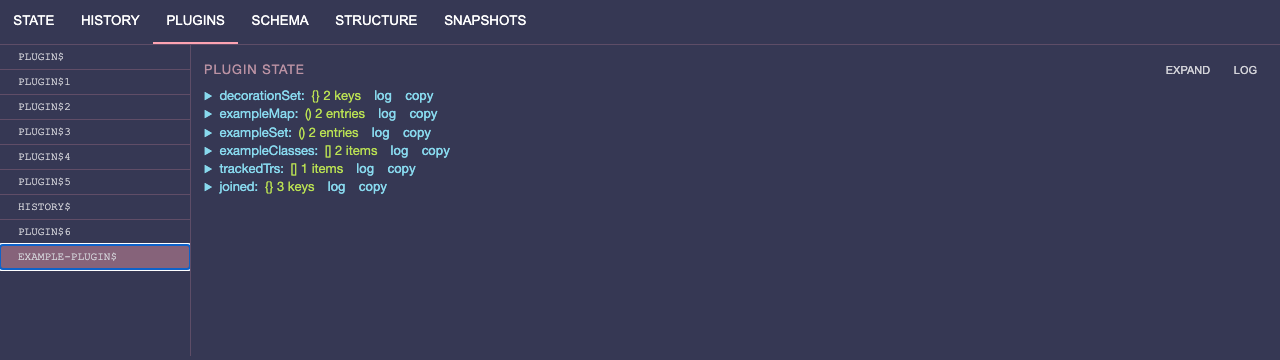 STATE HISTORY PLUGINS SCHEMA STRUCTURE SNAPSHOTS
PLUGIN$
PLUGIN$1
PLUGIN$2
PLUGIN$3
PLUGIN$4
PLUGIN$5
HISTORY$
PLUGIN$6
EXAMPLE-PLUGIN$
PLUGIN STATE EXPAND LOG
▶ decorationSet: {} 2 keys log copy
▶ exampleMap: () 2 entries log copy
▶ exampleSet: () 2 entries log copy
▶ exampleClasses: [] 2 items log copy
▶ trackedTrs: [] 1 items log copy
▶ joined: {} 3 keys log copy